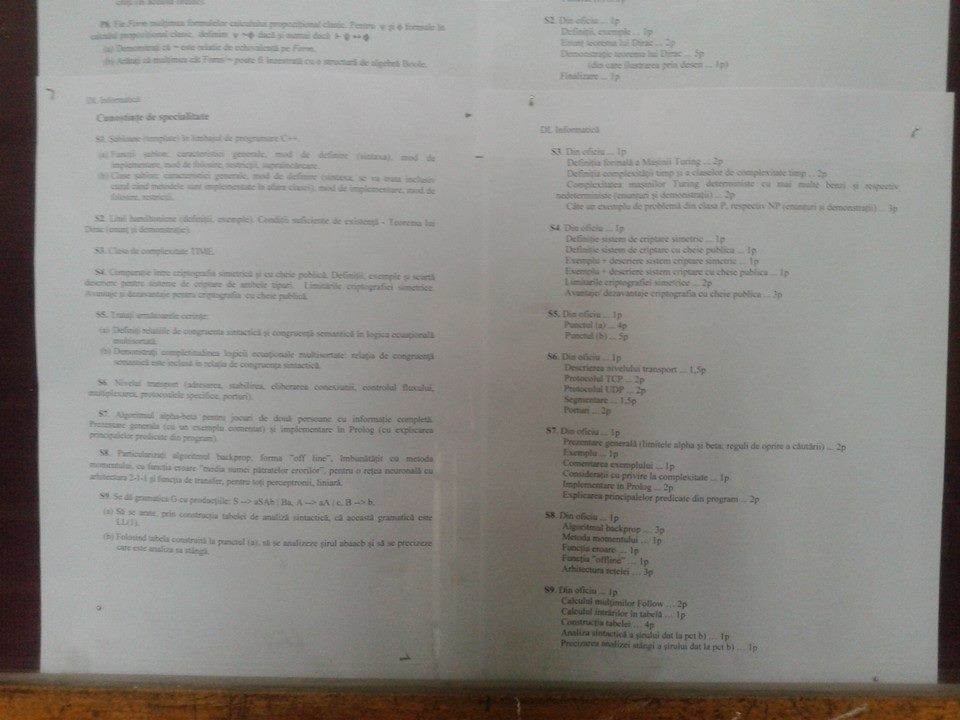 P8. Fie Form mulțimea formulelor calculului propozițional clasic. Pentru ψ și ϕ formule în
calculul propozițional clasic, definim ψ ~ϕ dacă și numai dacă ⊦ ψ ↔ ϕ
(a) Demonstrați că ~ este relație de echivalență pe Form.
(b) Arătați că mulțimea cât Form/~ poate fi înzestrată cu o structură de algebră Boole.
DL Informatică
Cunoștințe de specialitate
S1. Șabloane (template) în limbajul de programare C++.
(a) Funcții șablon: caracteristici generale, mod de definire (sintaxa), mod de
implementare, mod de folosire, restricții, supraîncărcare.
(b) Clase șablon: caracteristici generale, mod de definire (sintaxa, se va trata inclusiv
cazul când metodele sunt implementate în afara clasei), mod de implementare, mod de
folosire, restricții.
S2. Linii hamiltoniene (definiții, exemple). Condiții suficiente de existență - Teorema lui
Dirac (enunț și demonstrație).
S3. Clasa de complexitate TIME.
S4. Comparație între criptografia simetrică și cu cheie publică. Definiții, exemple și scurtă
descriere pentru sisteme de criptare de ambele tipuri. Limitările criptografiei simetrice.
Avantaje și dezavantaje pentru criptografia cu cheie publică.
S5. Tratați următoarele cerințe:
(a) Definiți relațiile de congruența sintactică și congruență semantică în logica ecuațională
multisortată.
(b) Demonstrați completitudinea logicii ecuaționale multisortate: relația de congruență
semantică este inclusă în relația de congruența sintactică.
S6. Nivelul transport (adresarea, stabilirea, eliberarea conexiunii, controlul fluxului,
multiplexarea, protocoalele specifice, porturi).
S7. Algoritmul alpha-beta pentru jocuri de două persoane cu informație completă.
Prezentare generala (cu un exemplu comentat) și implementare în Prolog (cu explicarea
principalelor predicate din program).
S8. Particularizați algoritmul backprop, forma "off line", îmbunătățit cu metoda
momentului, cu funcția eroare "media sumei pătratelor erorilor", pentru o rețea neuronală cu
arhitectura 2-1-1 și funcția de transfer, pentru toți perceptronii, liniară.
S9. Se dă gramatica G cu producțiile: S --> aSAb | Ba, A --> aA | c, B --> b.
(a) Să se arate, prin construcția tabelei de analiză sintactică, că această gramatică este
LL(1).
(b) Folosind tabela construită la punctul (a), să se analizeze șirul abaacb și să se precizeze
care este analiza sa stângă.
S2. Din oficiu ... 1p
Definiții, exemple ... 1p
Enunț teorema lui Dirac ... 2p
Demonstrație teorema lui Dirac ... 5p
(din care ilustrarea prin desen ... 1p)
Finalizare ... 1p
DL Informatică
S3. Din oficiu ... 1p
Definiția formală a Mașinii Turing ... 2p
Definiția complexității timp și a claselor de complexitate timp ... 2p
Complexitatea mașinilor Turing deterministe cu mai multe benzi și respectiv
nedeterministe (enunțuri și demonstrații) ... 2p
Câte un exemplu de problemă din clasa P, respectiv NP (enunțuri și demonstrații) ... 3p
S4. Din oficiu ... 1p
Definiție sistem de criptare simetric ... 1p
Definiție sistem de criptare cu cheie publica ... 1p
Exemplu + descriere sistem criptare simetric ... 1p
Exemplu + descriere sistem criptare cu cheie publica ... 1p
Limitările criptografiei simetrice ... 2p
Avantaje/ dezavantaje criptografia cu cheie publica ... 3p
S5. Din oficiu ... 1p
Punctul (a) ... 4p
Punctul (b) ... 5p
S6. Din oficiu ... 1p
Descrierea nivelului transport ... 1,5p
Protocolul TCP ... 2p
Protocolul UDP ... 2p
Segmentare ... 1,5p
Porturi ... 2p
S7. Din oficiu ... 1p
Prezentare generală (limitele alpha și beta; reguli de oprire a căutării) ... 2p
Exemplu ... 1p
Comentarea exemplului ... 1p
Considerații cu privire la complexitate ... 1p
Implementare in Prolog ... 2p
Explicarea principalelor predicate din program ... 2p
S8. Din oficiu ... 1p
Algoritmul backprop ... 3p
Metoda momentului ... 1p
Funcția eroare ... 1p
Funcția "offline" ... 1p
Arhitectura rețelei ... 3p
S9. Din oficiu ... 1p
Calculul mulțimilor Follow ... 2p
Calculul intrărilor în tabelă ... 1p
Construcția tabelei ... 4p
Analiza sintactică a șirului dat la pct b) ... 1p
Precizarea analizei stângi a șirului dat la pct b) ... 1p